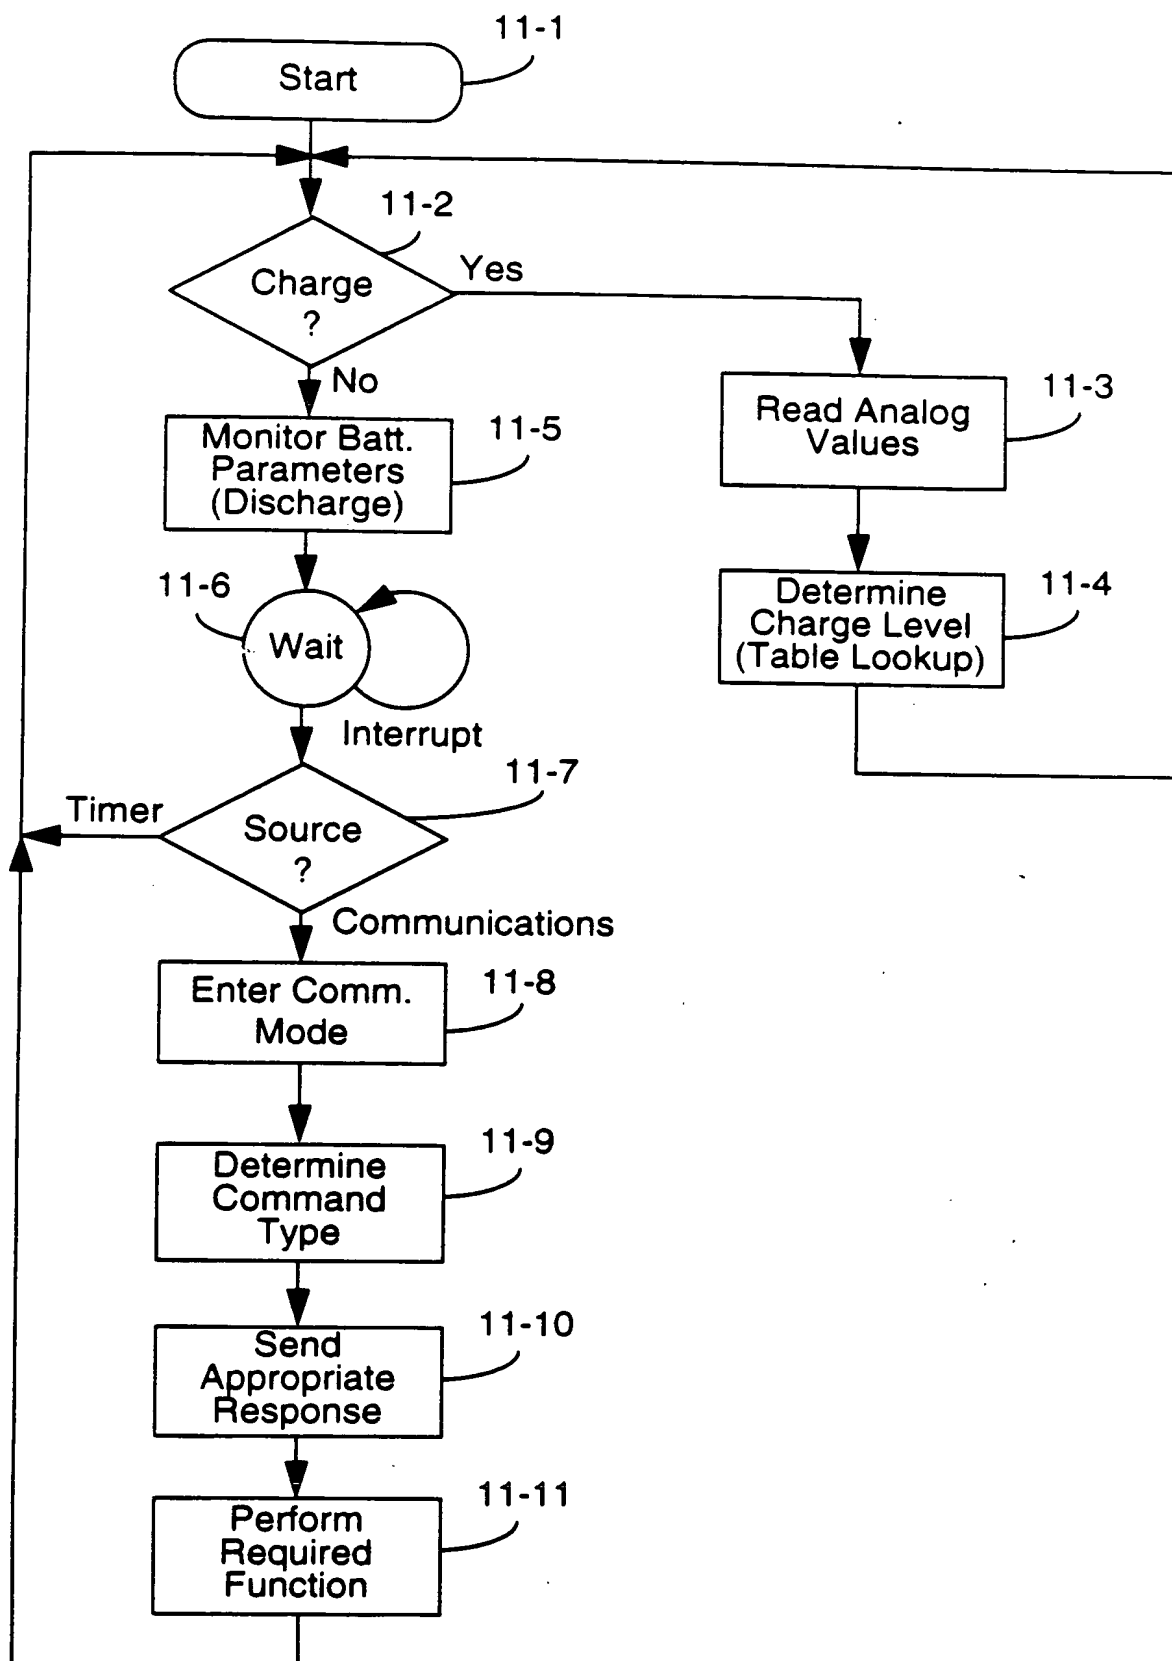 11-1
Start
11-2
Charge
?
Yes
No
11-3
Read Analog
Values
11-5
Monitor Batt.
Parameters
(Discharge)
11-4
Determine
Charge Level
(Table Lookup)
11-6
Wait
Interrupt
11-7
Timer
Source
?
Communications
11-8
Enter Comm.
Mode
11-9
Determine
Command
Type
11-10
Send
Appropriate
Response
11-11
Perform
Required
Function